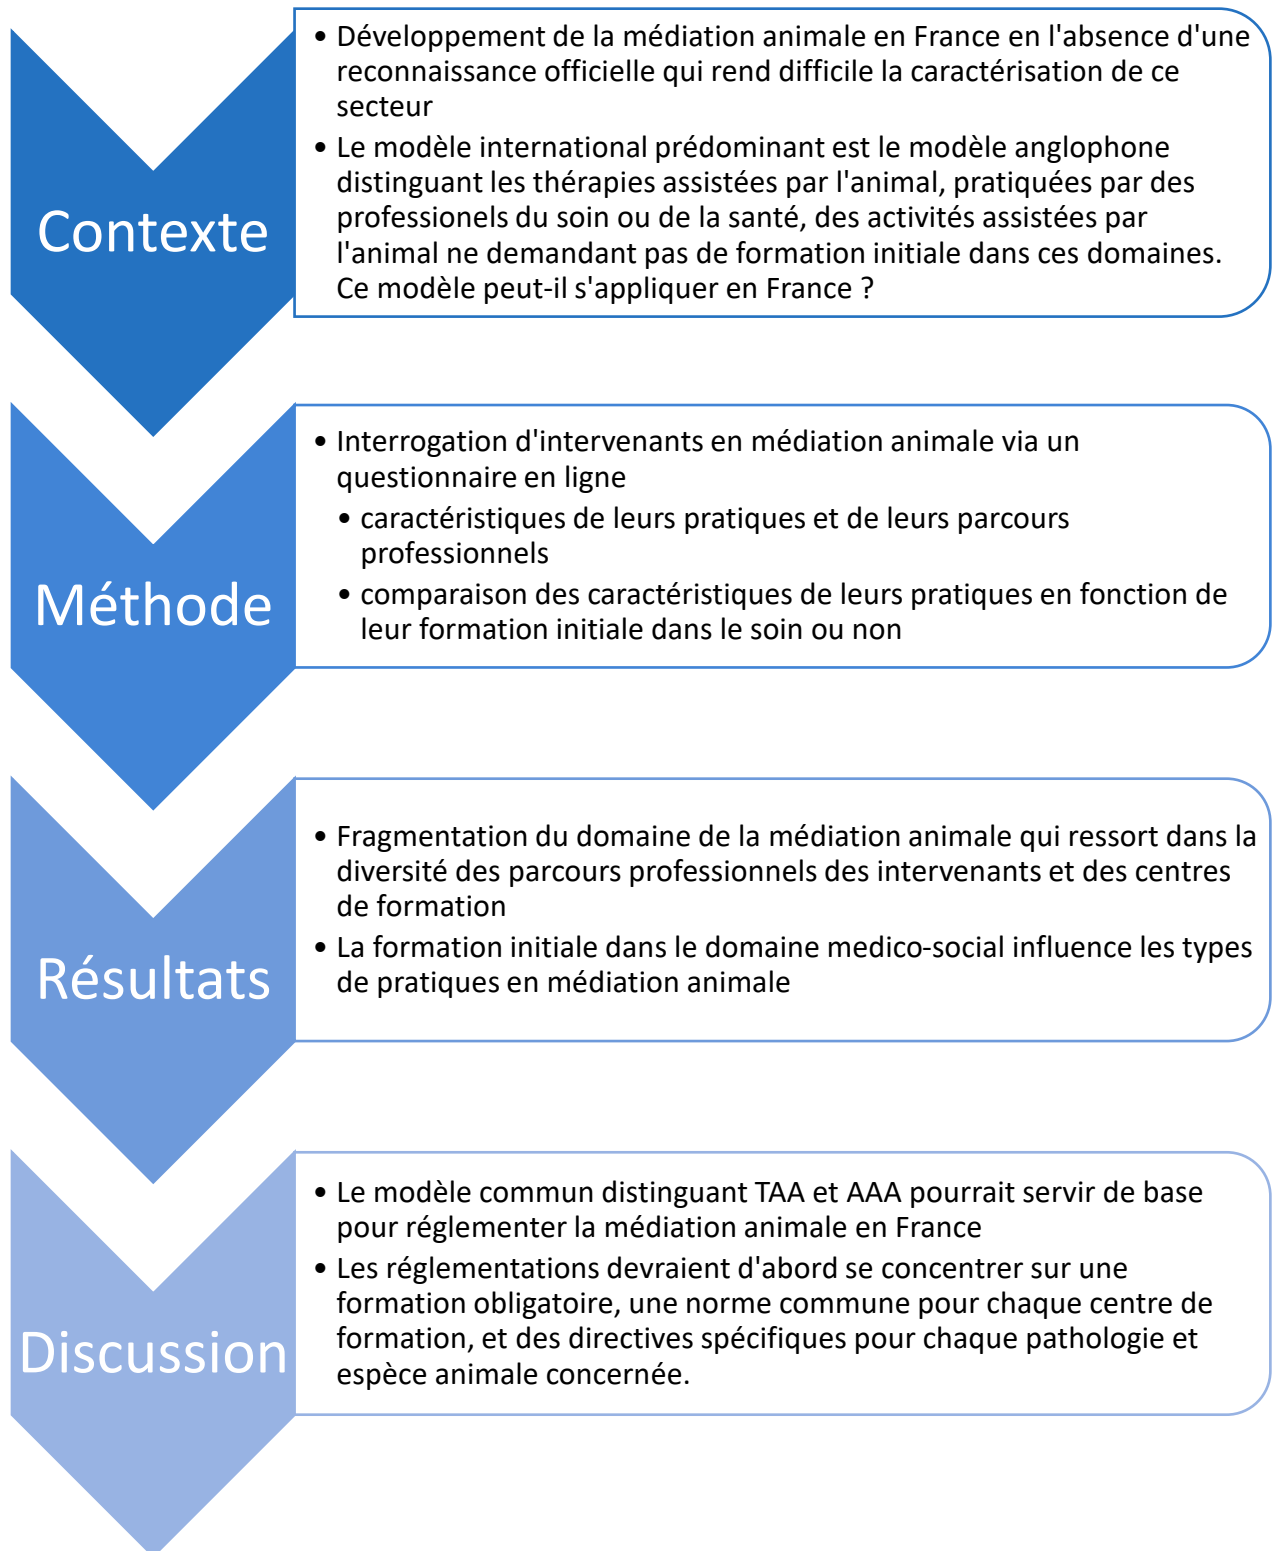 Contexte
• Développement de la médiation animale en France en l'absence d'une
reconnaissance officielle qui rend difficile la caractérisation de ce
secteur
• Le modèle international prédominant est le modèle anglophone
distinguant les thérapies assistées par l'animal, pratiquées par des
professionels du soin ou de la santé, des activités assistées par
l'animal ne demandant pas de formation initiale dans ces domaines.
Ce modèle peut-il s'appliquer en France ?
Méthode
• Interrogation d'intervenants en médiation animale via un
questionnaire en ligne
• caractéristiques de leurs pratiques et de leurs parcours
professionnels
• comparaison des caractéristiques de leurs pratiques en fonction de
leur formation initiale dans le soin ou non
Résultats
• Fragmentation du domaine de la médiation animale qui ressort dans la
diversité des parcours professionnels des intervenants et des centres
de formation
• La formation initiale dans le domaine medico-social influence les types
de pratiques en médiation animale
Discussion
• Le modèle commun distinguant TAA et AAA pourrait servir de base
pour réglementer la médiation animale en France
• Les réglementations devraient d'abord se concentrer sur une
formation obligatoire, une norme commune pour chaque centre de
formation, et des directives spécifiques pour chaque pathologie et
espèce animale concernée.